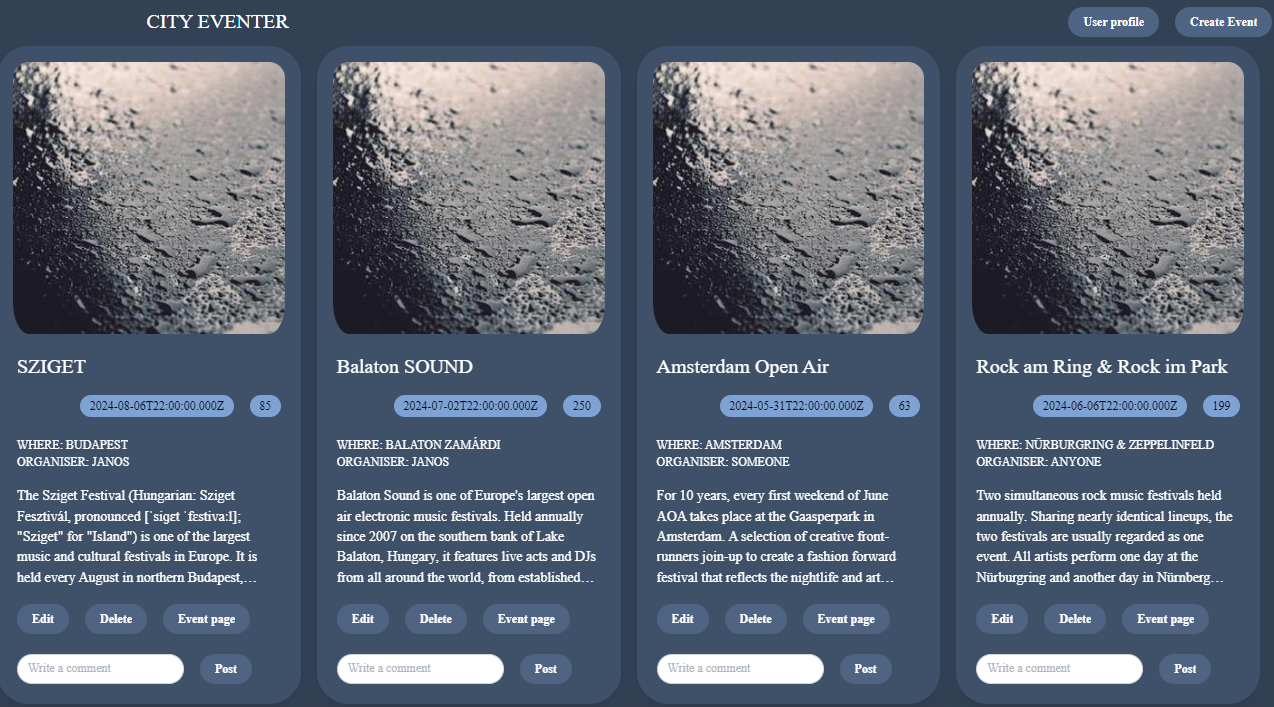 CITY EVENTER
User profile
Create Event
SZIGET
2024-08-06T22:00:00.000Z
85
WHERE: BUDAPEST
ORGANISER: JANOS
The Sziget Festival (Hungarian: Sziget
Fesztivál, pronounced [ˈsiɡɛt ˈfɛstivaːl];
"Sziget" for "Island") is one of the largest
music and cultural festivals in Europe. It is
held every August in northern Budapest,…
Edit
Delete
Event page
Write a comment
Post
Balaton SOUND
2024-07-02T22:00:00.000Z
250
WHERE: BALATON ZAMÁRDI
ORGANISER: JANOS
Balaton Sound is one of Europe's largest open
air electronic music festivals. Held annually
since 2007 on the southern bank of Lake
Balaton, Hungary, it features live acts and DJs
from all around the world, from established…
Edit
Delete
Event page
Write a comment
Post
Amsterdam Open Air
2024-05-31T22:00:00.000Z
63
WHERE: AMSTERDAM
ORGANISER: SOMEONE
For 10 years, every first weekend of June
AOA takes place at the Gaasperpark in
Amsterdam. A selection of creative front-
runners join-up to create a fashion forward
festival that reflects the nightlife and art…
Edit
Delete
Event page
Write a comment
Post
Rock am Ring & Rock im Park
2024-06-06T22:00:00.000Z
199
WHERE: NÜRBURGRING & ZEPPELINFELD
ORGANISER: ANYONE
Two simultaneous rock music festivals held
annually. Sharing nearly identical lineups, the
two festivals are usually regarded as one
event. All artists perform one day at the
Nürburgring and another day in Nürnberg…
Edit
Delete
Event page
Write a comment
Post